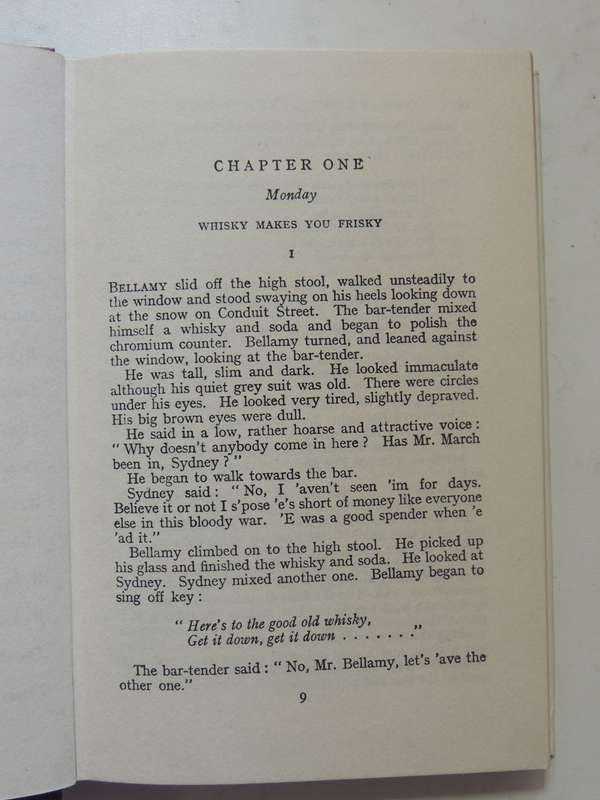 CHAPTER ONE
Monday
WHISKY MAKES YOU FRISKY
I
BELLAMY slid off the high stool, walked unsteadily to
the window and stood swaying on his heels looking down
at the snow on Conduit Street. The bar-tender mixed
himself a whisky and soda and began to polish the
chromium counter. Bellamy turned, and leaned against
the window, looking at the bar-tender.
He was tall, slim and dark. He looked immaculate
although his quiet grey suit was old. There were circles
under his eyes. He looked very tired, slightly depraved.
His big brown eyes were dull.
He said in a low, rather hoarse and attractive voice :
" Why doesn't anybody come in here ? Has Mr. March
been in, Sydney ? "
He began to walk towards the bar.
Sydney said : " No, I 'aven't seen 'im for days.
Believe it or not I s'pose 'e's short of money like everyone
else in this bloody war. 'E was a good spender when 'e
'ad it."
Bellamy climbed on to the high stool. He picked up
his glass and finished the whisky and soda. He looked at
Sydney. Sydney mixed another one. Bellamy began to
sing off key :
" Here's to the good old whisky,
Get it down, get it down . . . . . . ."
The bar-tender said : " No, Mr. Bellamy, let's 'ave the
other one."
9